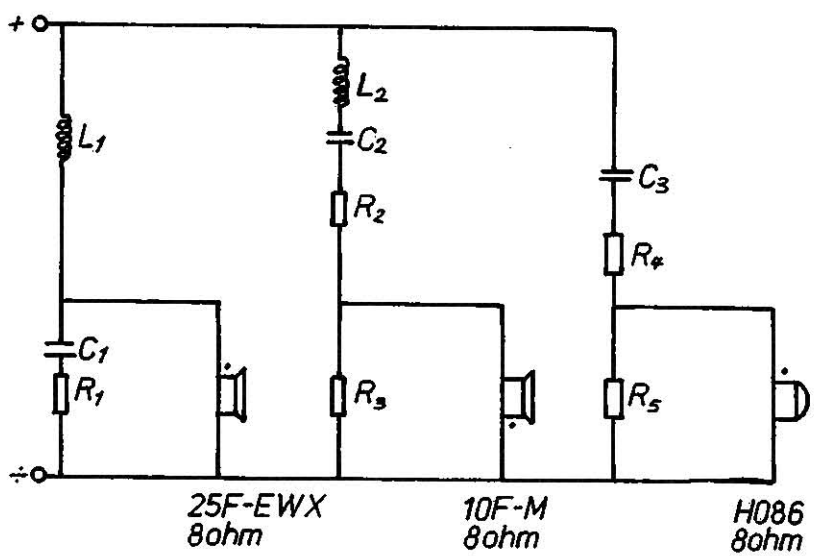 +
L2
L1
C2
C3
R2
R4
C1
R1
R3
R5
÷
25F-EWX
8ohm
10F-M
8ohm
H086
8ohm